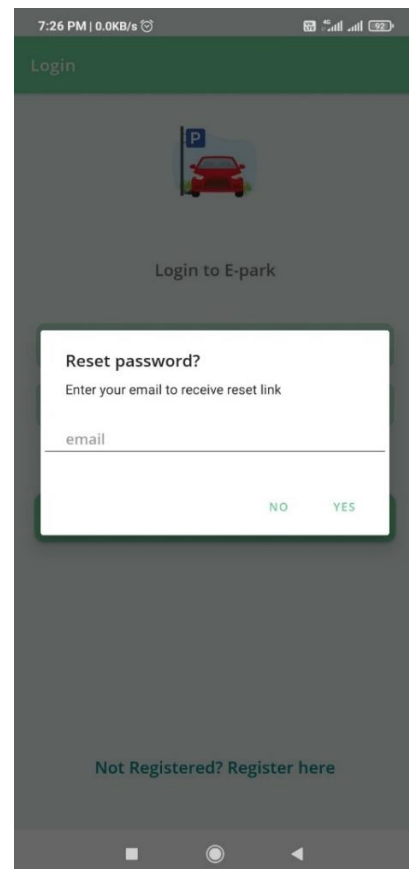 7:26 PM | 0.0KB/s
4G 92
Login
P
Login to E-park
Reset password?
Enter your email to receive reset link
email
NO YES
Not Registered? Register here